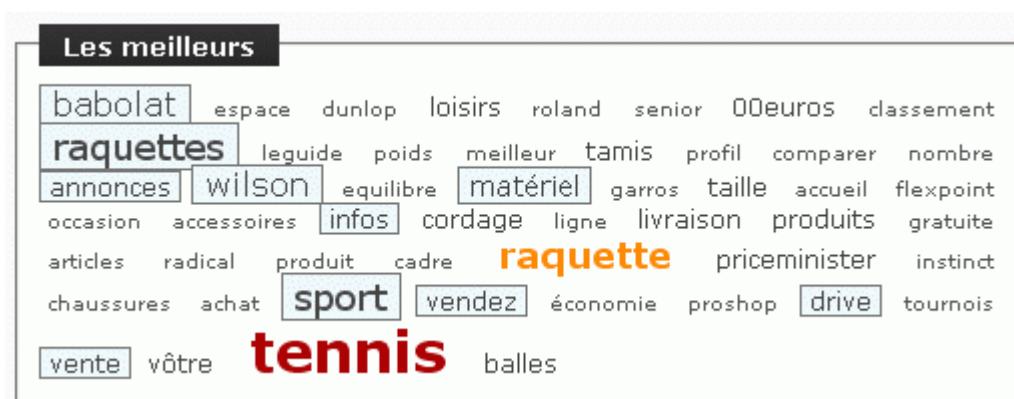 Les meilleurs
babolat espace dunlop loisirs roland senior 00euros classement
raquettes leguide poids meilleur tamis profil comparer nombre
annonces wilson equilibre matériel garros taille accueil flexpoint
occasion accessoires infos cordage ligne livraison produits gratuite
articles radical produit cadre raquette priceminister instinct
chaussures achat sport vendez économie proshop drive tournois
vente vôtre tennis balles